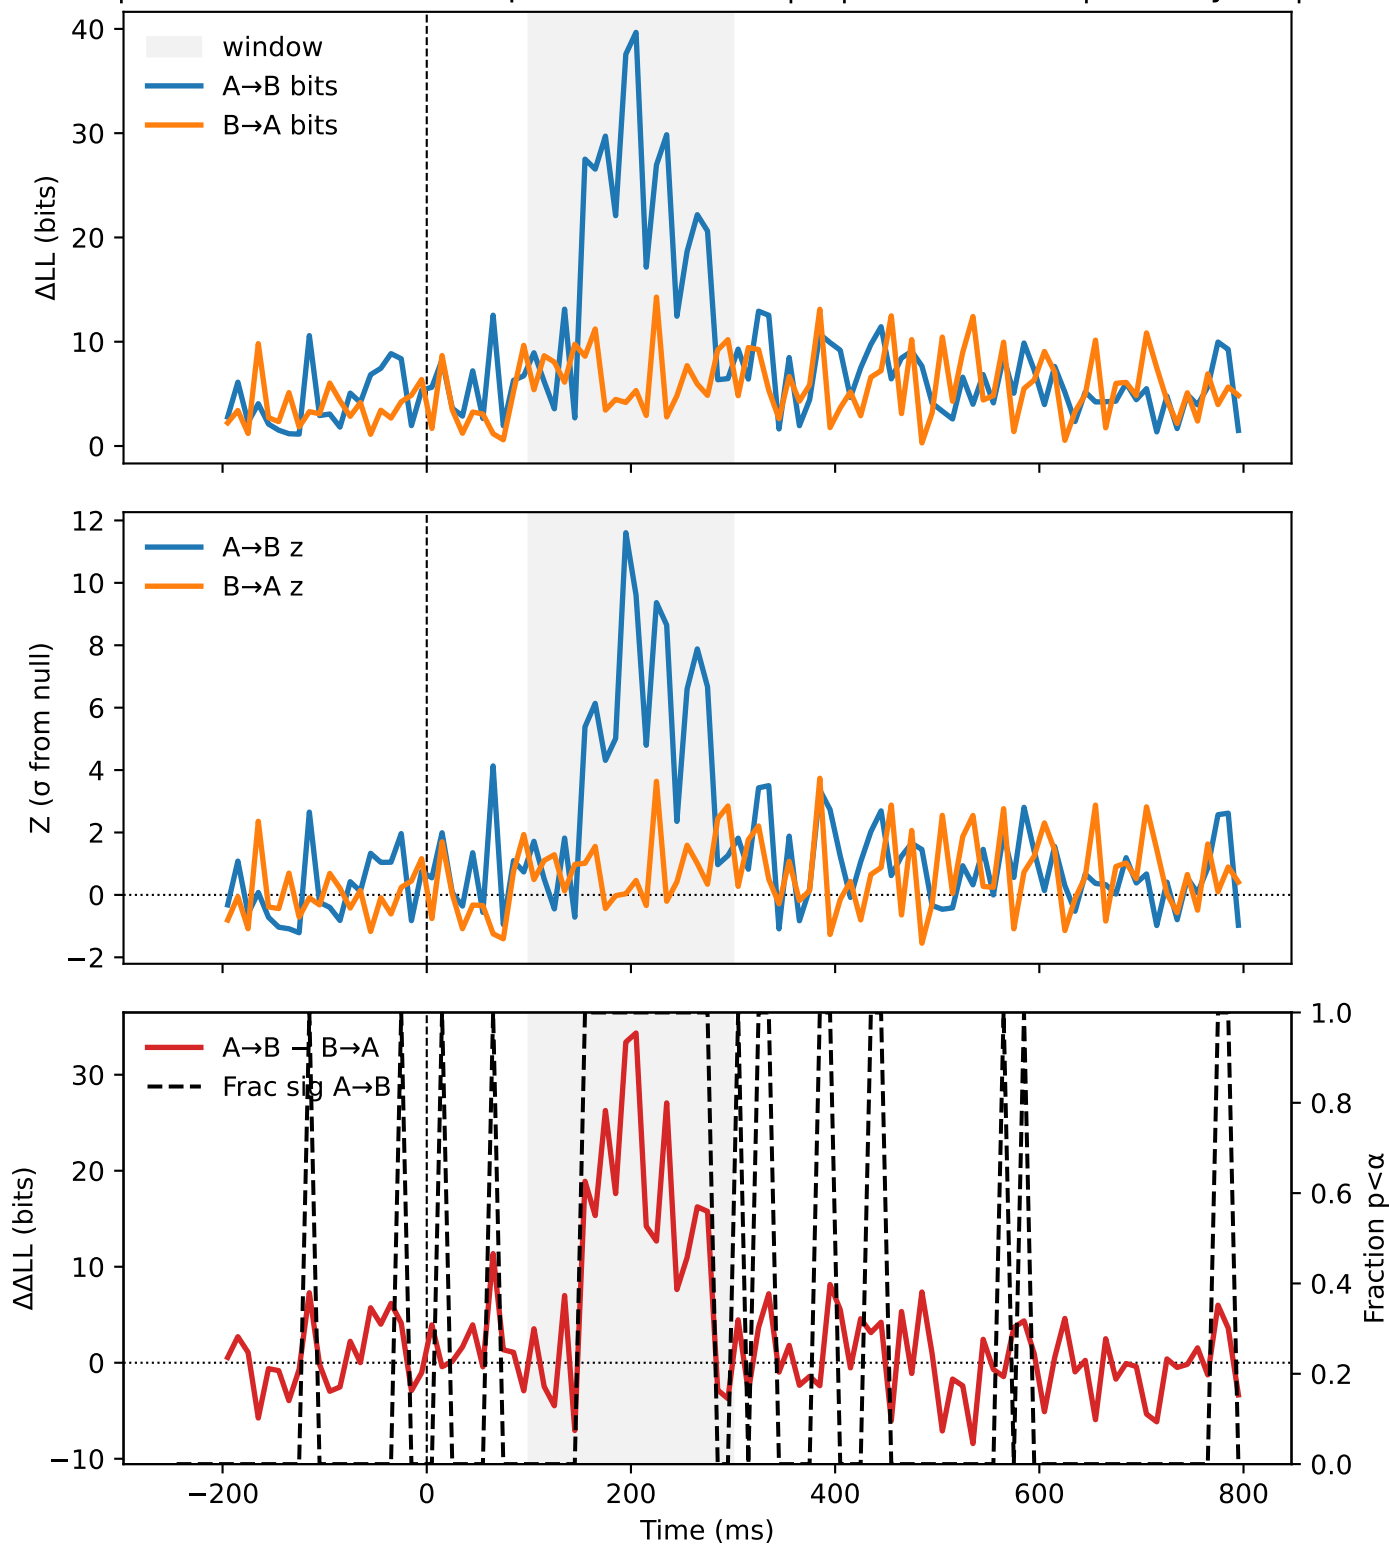 40
30
20
10
0
ΔLL (bits)
window
A→B bits
B→A bits
12
10
8
6
4
2
0
−2
Z (σ from null)
A→B z
B→A z
30
20
10
0
−10
ΔΔLL (bits)
A→B − B→A
Frac sig A→B
1.0
0.8
0.6
0.4
0.2
0.0
Fraction p<α
−200 0 200 400 600 800
Time (ms)